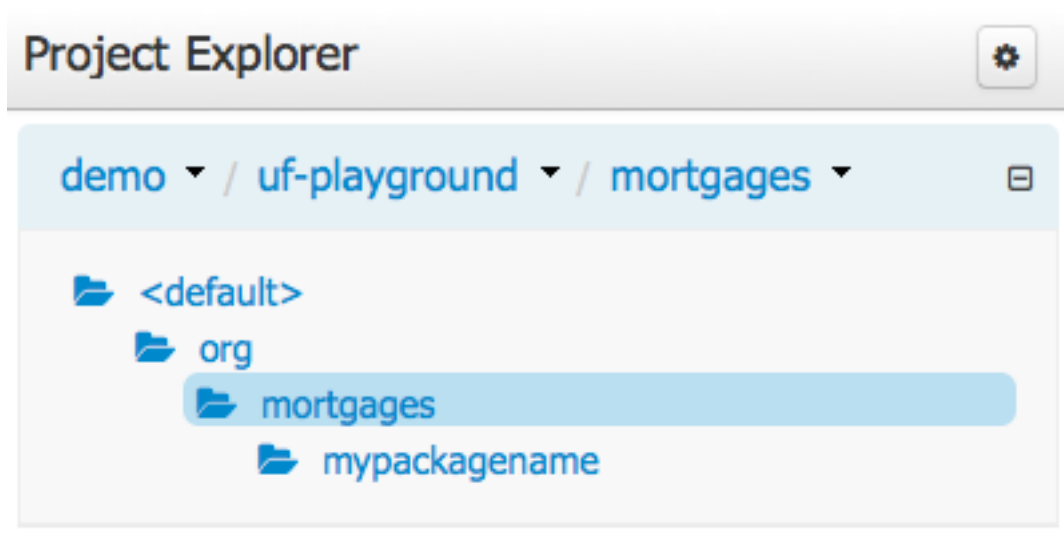 Project Explorer
demo / uf-playground / mortgages
<default>
org
mortgages
mypackagename